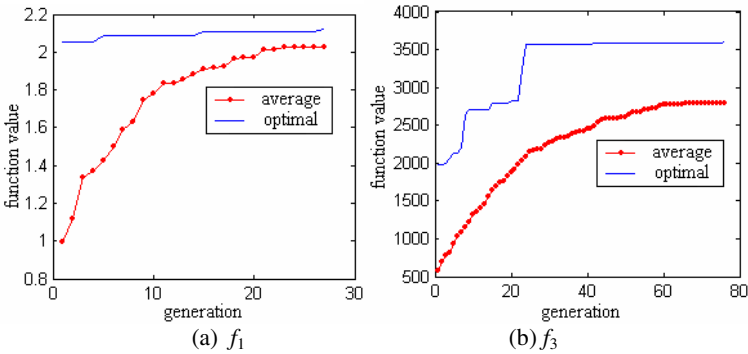 2.2
2
1.8
1.6
1.4
1.2
1
0.8
function value
average
optimal
0
10
20
30
generation
(a) f1
4000
3500
3000
2500
2000
1500
1000
500
function value
average
optimal
0
20
40
60
80
generation
(b) f3